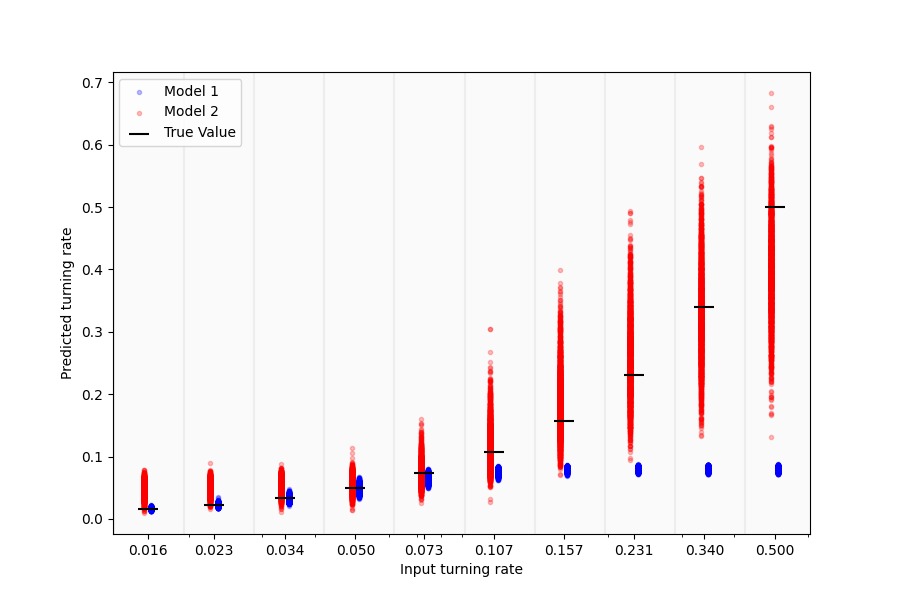 Model 1
Model 2
True Value
Predicted turning rate
0.7
0.6
0.5
0.4
0.3
0.2
0.1
0.0
0.016 0.023 0.034 0.050 0.073 0.107 0.157 0.231 0.340 0.500
Input turning rate